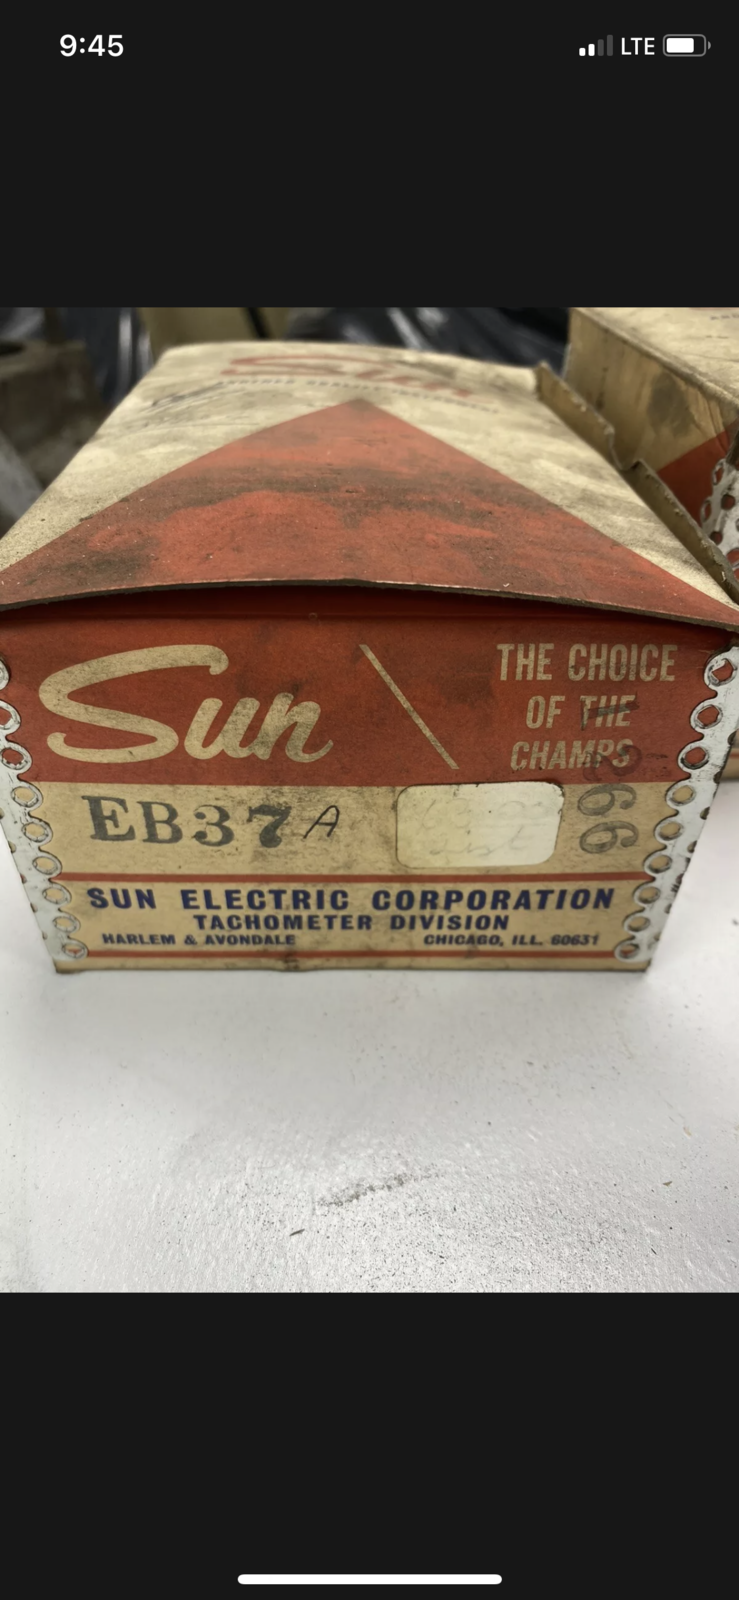 9:45
LTE
Sun
Sun
THE CHOICE
OF THE
CHAMPS
EB37A
SUN ELECTRIC CORPORATION
TACHOMETER DIVISION
HARLEM & AVONDALE
CHICAGO, ILL. 60631